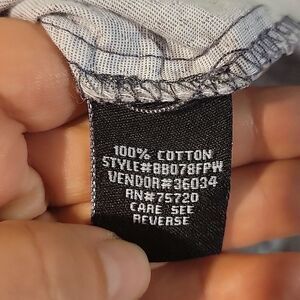 100% COTTON
STYLE#BB078FPW
VENDOR#36034
RN#75720
CARE SEE
REVERSE